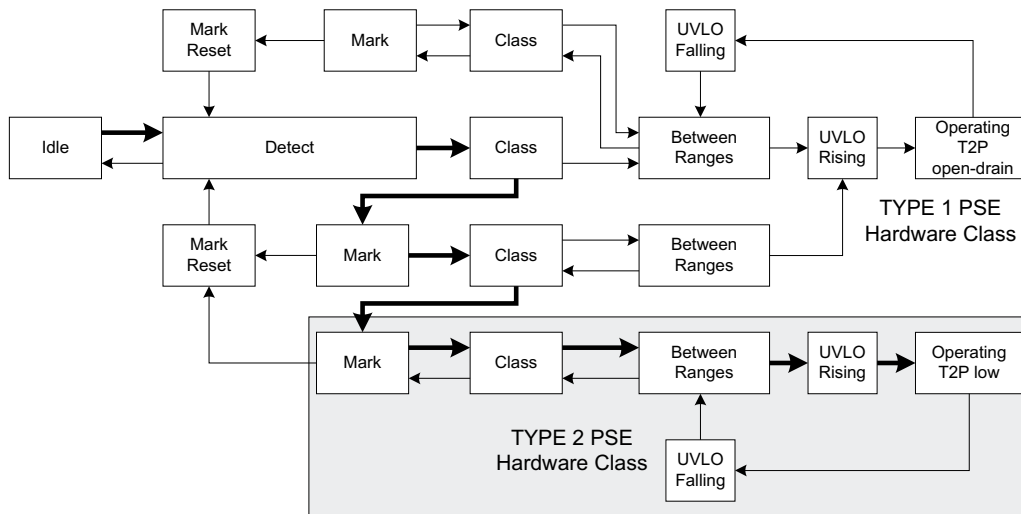 Mark
Reset
Mark
Class
UVLO
Falling
Idle
Detect
Class
Between
Ranges
UVLO
Rising
Operating
T2P
open-drain
TYPE 1 PSE
Hardware Class
Mark
Reset
Mark
Class
Between
Ranges
Mark
Class
Between
Ranges
UVLO
Rising
Operating
T2P low
TYPE 2 PSE
Hardware Class
UVLO
Falling